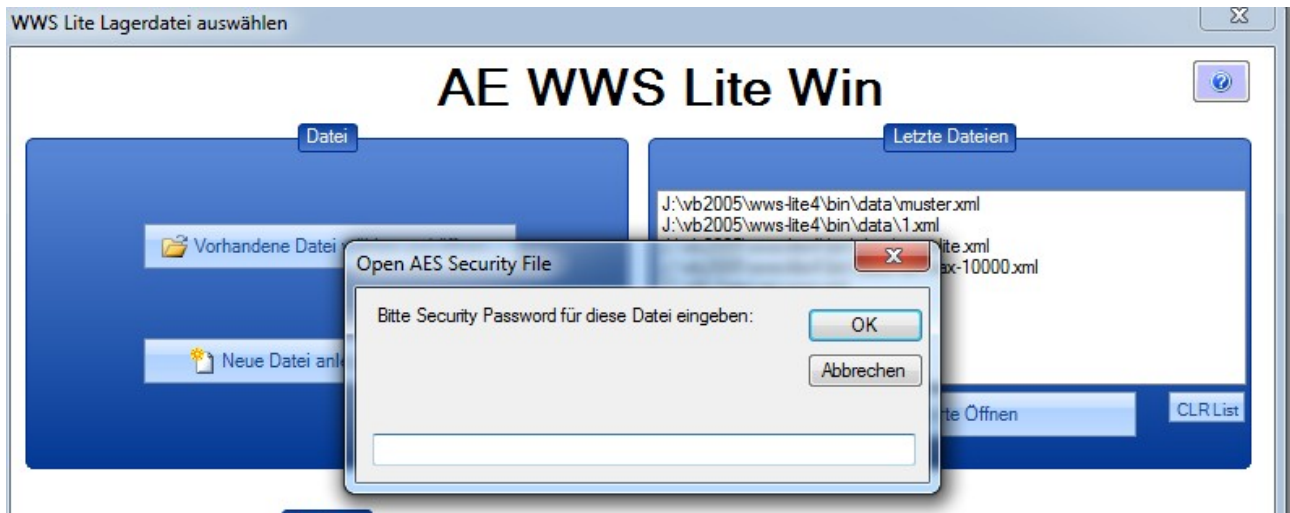 WWS Lite Lagerdatei auswählen
AE WWS Lite Win
Datei
Letzte Dateien
J:\vb2005\wws-lite4\bin\data\muster.xml
J:\vb2005\wws-lite4\bin\data\1.xml
lite.xml
ax-10000.xml
Vorhandene Datei
Neue Datei anl
Open AES Security File
Bitte Security Password für diese Datei eingeben:
OK
Abbrechen
rte Öffnen
CLR List